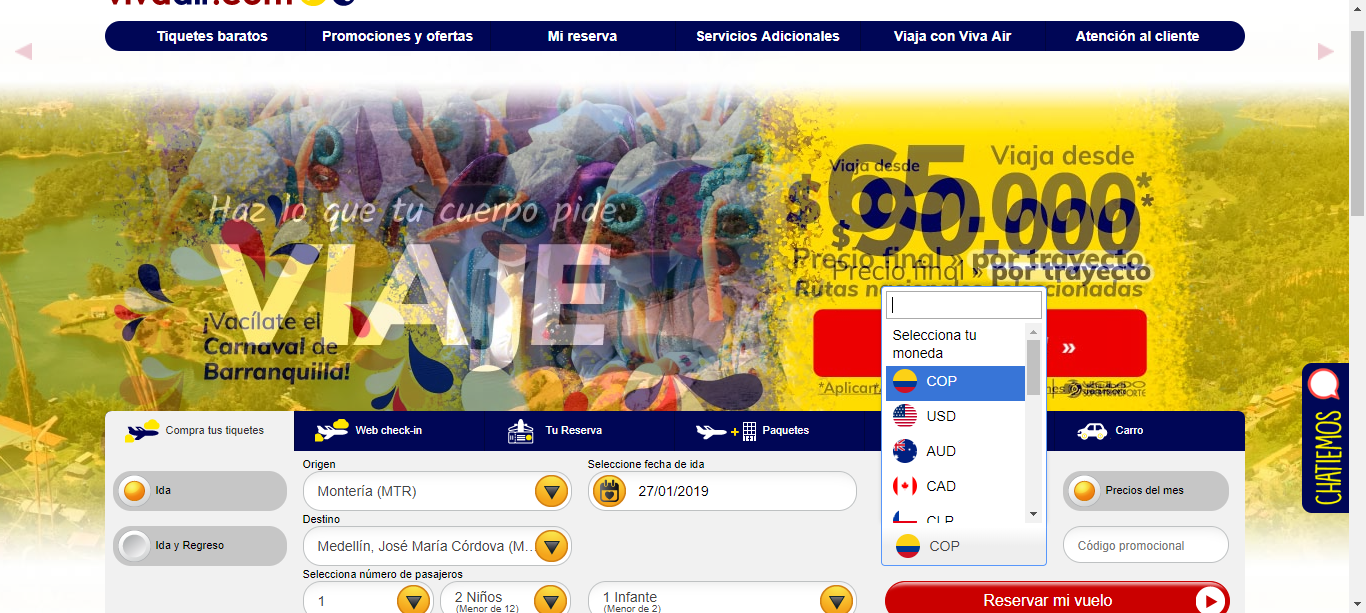 vivaair.com
Tiquetes baratos
Promociones y ofertas
Mi reserva
Servicios Adicionales
Viaja con Viva Air
Atención al cliente
Haz lo que tu cuerpo pide:
VIAJE
¡Vacílate el
Carnaval de
Barranquilla!
Viaja desde
Viaja desde
$65.000*
$90.000*
Precio final » por trayecto
Precio final » por trayecto
Rutas nacionales
»
*Aplican
Selecciona tu
moneda
COP
USD
AUD
CAD
CLP
COP
CHATIEMOS
Compra tus tiquetes
Web check-in
Tu Reserva
Paquetes
Carro
Ida
Ida y Regreso
Origen
Montería (MTR)
Destino
Medellín, José María Córdova (M...
Selecciona número de pasajeros
1
2 Niños
(Menor de 12)
1 Infante
(Menor de 2)
Seleccione fecha de ida
27/01/2019
Precios del mes
Código promocional
Reservar mi vuelo